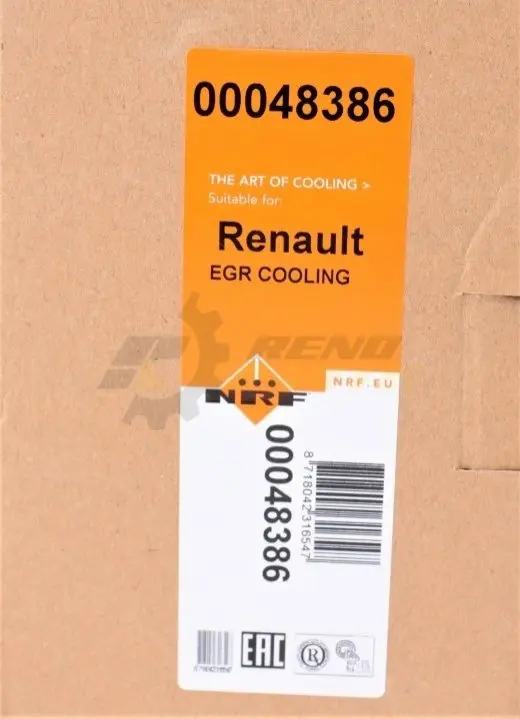 00048386
THE ART OF COOLING >
Suitable for:
Renault
EGR COOLING
RENO
NRF.EU
NRF
00048386
8 718042 316547
EAC
R